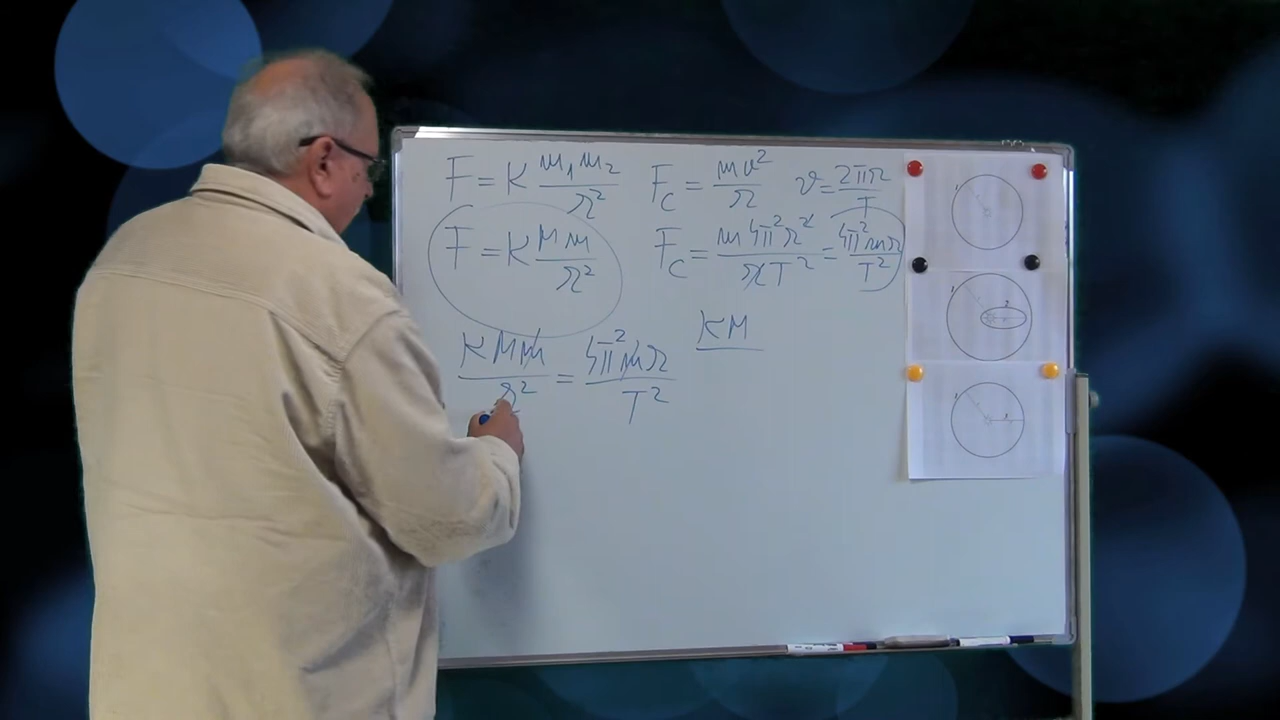 F = K m₁m₂/r² F_C = mv²/r v = 2πr/T
F = K Mm/r² F_C = m4π²r²/rT² = 4π²mr/T²
KMm/r² = 4π²mr/T² KM